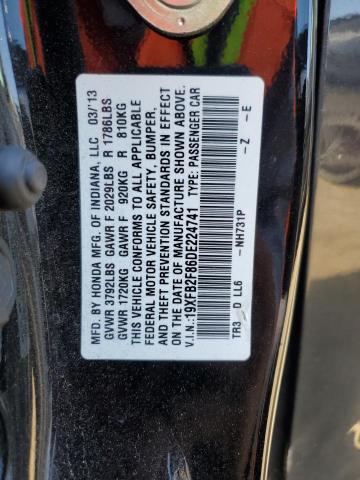 MFD. BY HONDA MFG. OF INDIANA, LLC 03/'13
GVWR 3792LBS GAWR F 2029LBS R 1786LBS
GVWR 1720KG GAWR F 920KG R 810KG
THIS VEHICLE CONFORMS TO ALL APPLICABLE
FEDERAL MOTOR VEHICLE SAFETY, BUMPER,
AND THEFT PREVENTION STANDARDS IN EFFECT
ON THE DATE OF MANUFACTURE SHOWN ABOVE.
V.I.N.:19XFB2F86DE224741 TYPE: PASSENGER CAR
NH731P -Z -E
TR3 D LL6